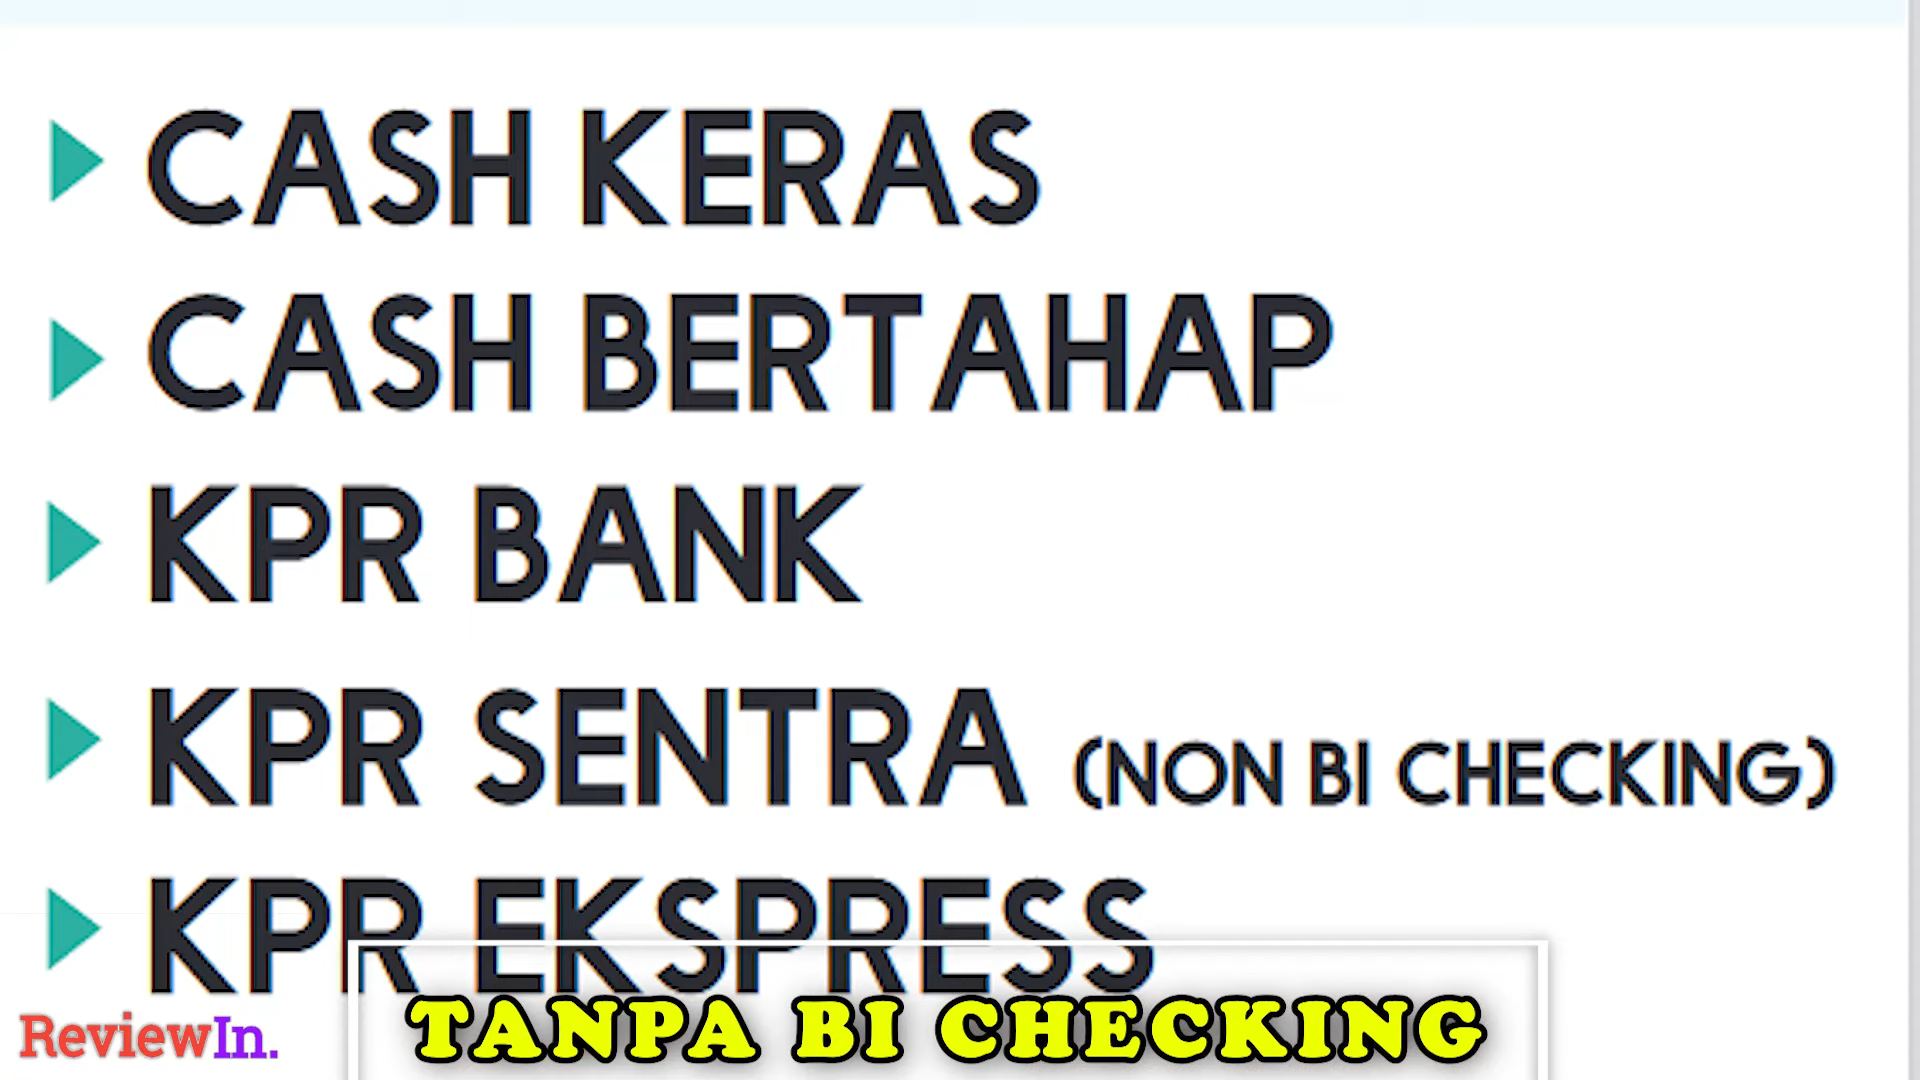 CASH KERAS
CASH BERTAHAP
KPR BANK
KPR SENTRA (NON BI CHECKING)
KPR EKSPRESS
ReviewIn.
TANPA BI CHECKING